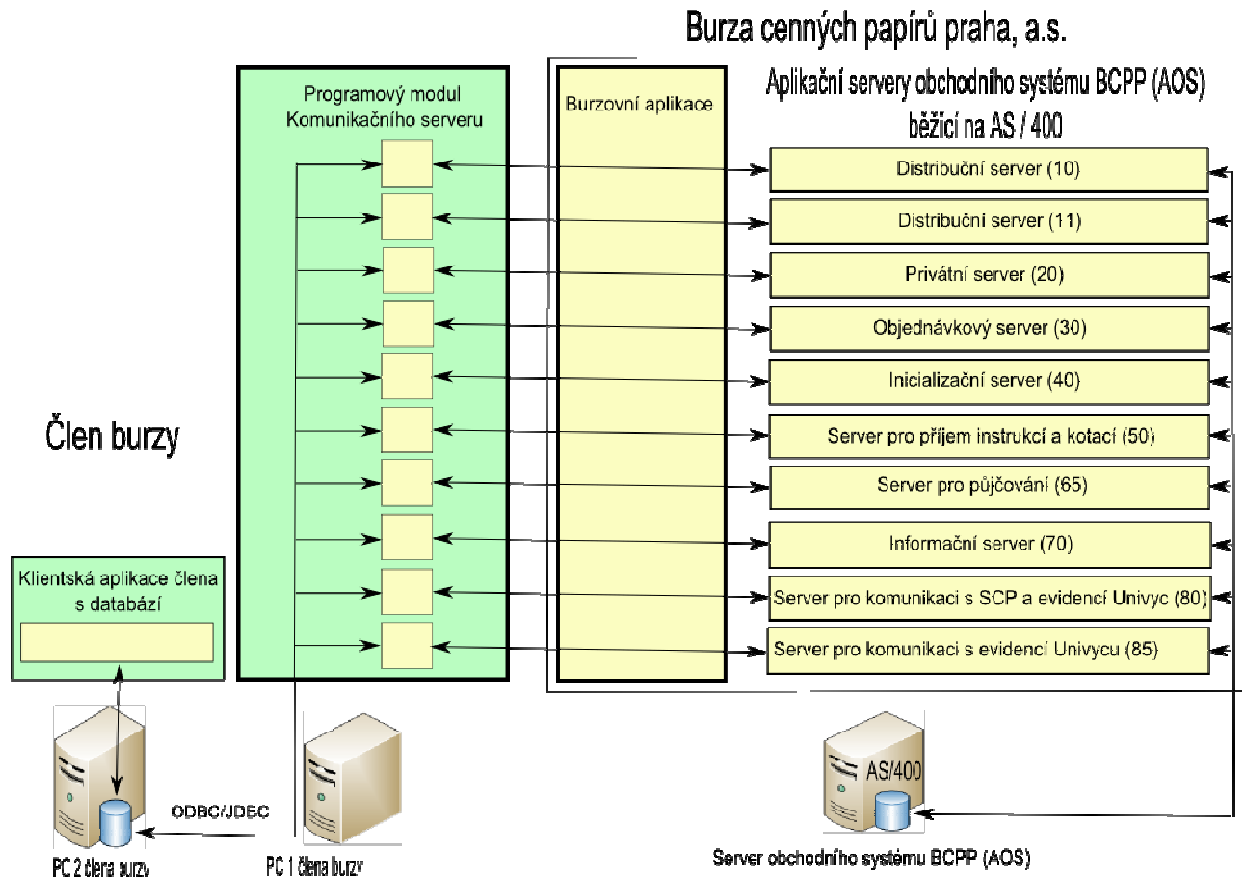 Burza cenných papírů praha, a.s.
Programový modul
Komunikačního serveru
Burzovní aplikace
Aplikační servery obchodního systému BCPP (AOS)
běžící na AS / 400
Distribuční server (10)
Distribuční server (11)
Privátní server (20)
Objednávkový server (30)
Inicializační server (40)
Server pro příjem instrukcí a kotací (50)
Server pro půjčování (65)
Informační server (70)
Server pro komunikaci s SCP a evidencí Univyc (80)
Server pro komunikaci s evidencí Univycu (85)
Člen burzy
Klientská aplikace člena
s databází
ODBC/JDBC
PC 2 člena burzy
PC 1 člena burzy
AS/400
Server obchodního systému BCPP (AOS)